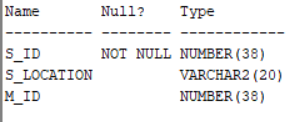 Name       Null?    Type
---------- -------- ------------
S_ID       NOT NULL NUMBER(38)
S_LOCATION          VARCHAR2(20)
M_ID                NUMBER(38)